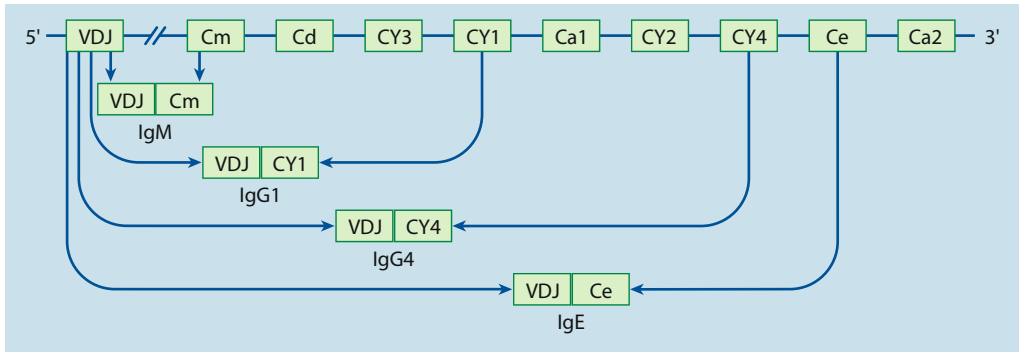 5' VDJ Cm Cd CY3 CY1 Ca1 CY2 CY4 Ce Ca2 3'
VDJ Cm
IgM
VDJ CY1
IgG1
VDJ CY4
IgG4
VDJ Ce
IgE